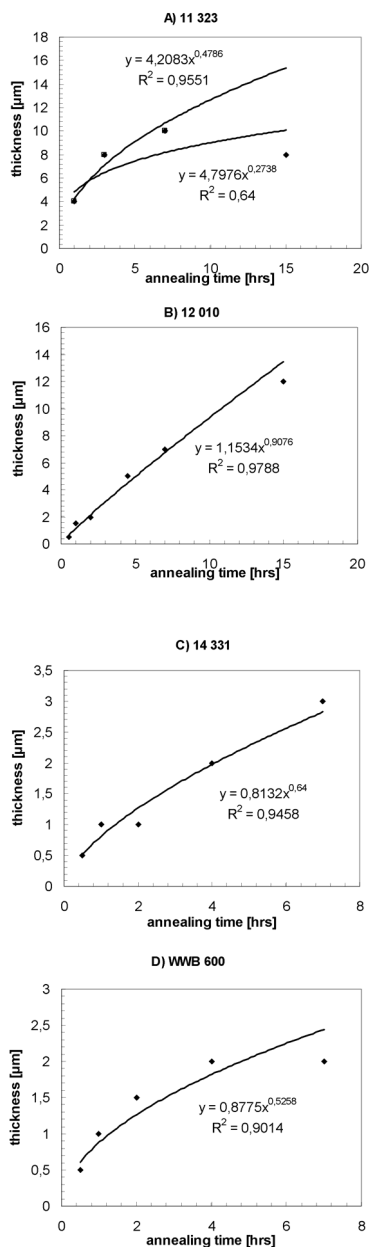 A) 11 323
thickness [µm]
18
16
14
12
10
8
6
4
2
0
y = 4,2083x^0,4786
R² = 0,9551
y = 4,7976x^0,2738
R² = 0,64
0 5 10 15 20
annealing time [hrs]
B) 12 010
thickness [µm]
16
14
12
10
8
6
4
2
0
y = 1,1534x^0,9076
R² = 0,9788
0 5 10 15 20
annealing time [hrs]
C) 14 331
thickness [µm]
3,5
3
2,5
2
1,5
1
0,5
0
y = 0,8132x^0,64
R² = 0,9458
0 2 4 6 8
annealing time [hrs]
D) WWB 600
thickness [µm]
3
2,5
2
1,5
1
0,5
0
y = 0,8775x^0,5258
R² = 0,9014
0 2 4 6 8
annealing time [hrs]